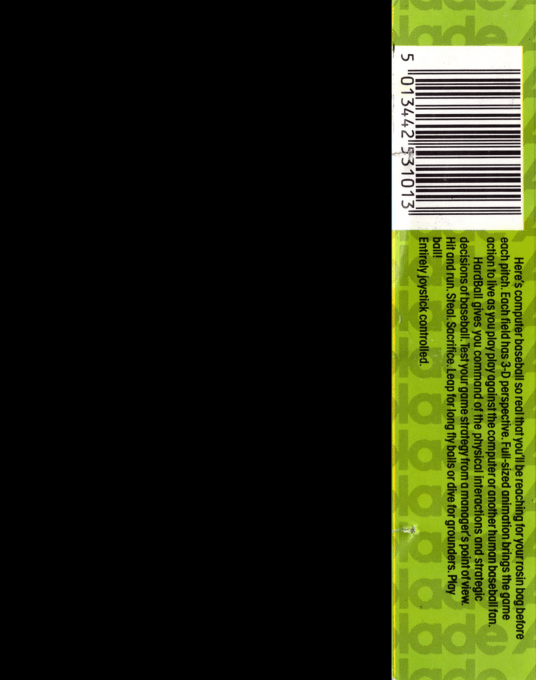 Here's computer baseball so real that you'll be reaching for your rosin bag before
each pitch. Each field has 3-D perspective. Full-sized animation brings the game
action to live as you play play against the computer or another human baseball fan.
HardBall gives you command of the physical interactions and strategic
decisions of baseball. Test your game strategy from a manager's point of view.
Hit and run. Steal. Sacrifice. Leap for long fly balls or dive for grounders. Play
ball!
Entirely joystick controlled.
5 013442 531013